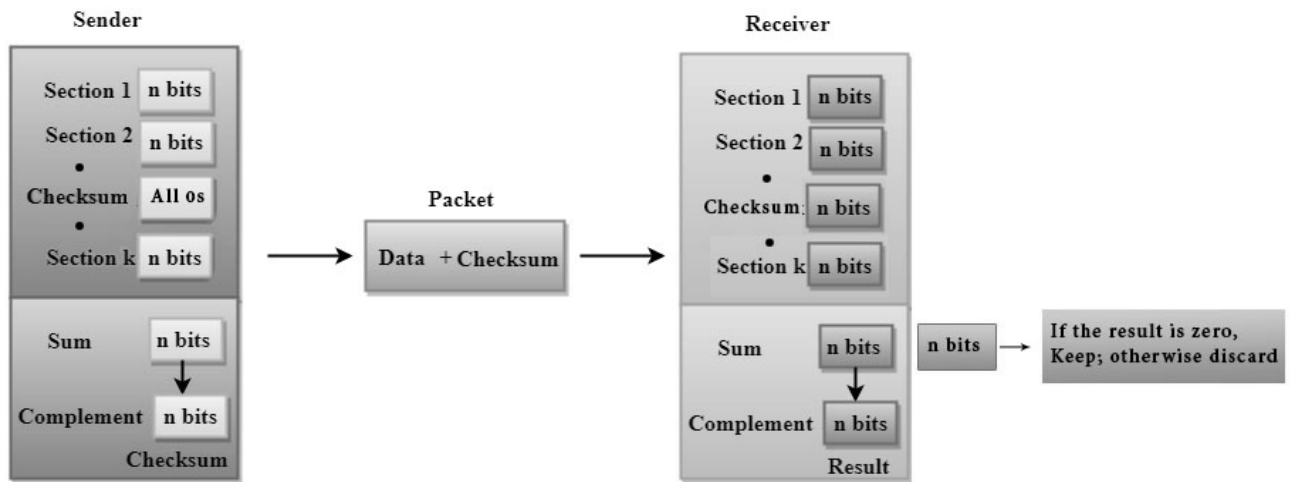 Sender
Section 1 n bits
Section 2 n bits
Checksum All 0s
Section k n bits
Sum n bits
Complement n bits
Checksum
Packet
Data + Checksum
Receiver
Section 1 n bits
Section 2 n bits
Checksum: n bits
Section k n bits
Sum n bits
Complement n bits
Result
n bits
If the result is zero,
Keep; otherwise discard